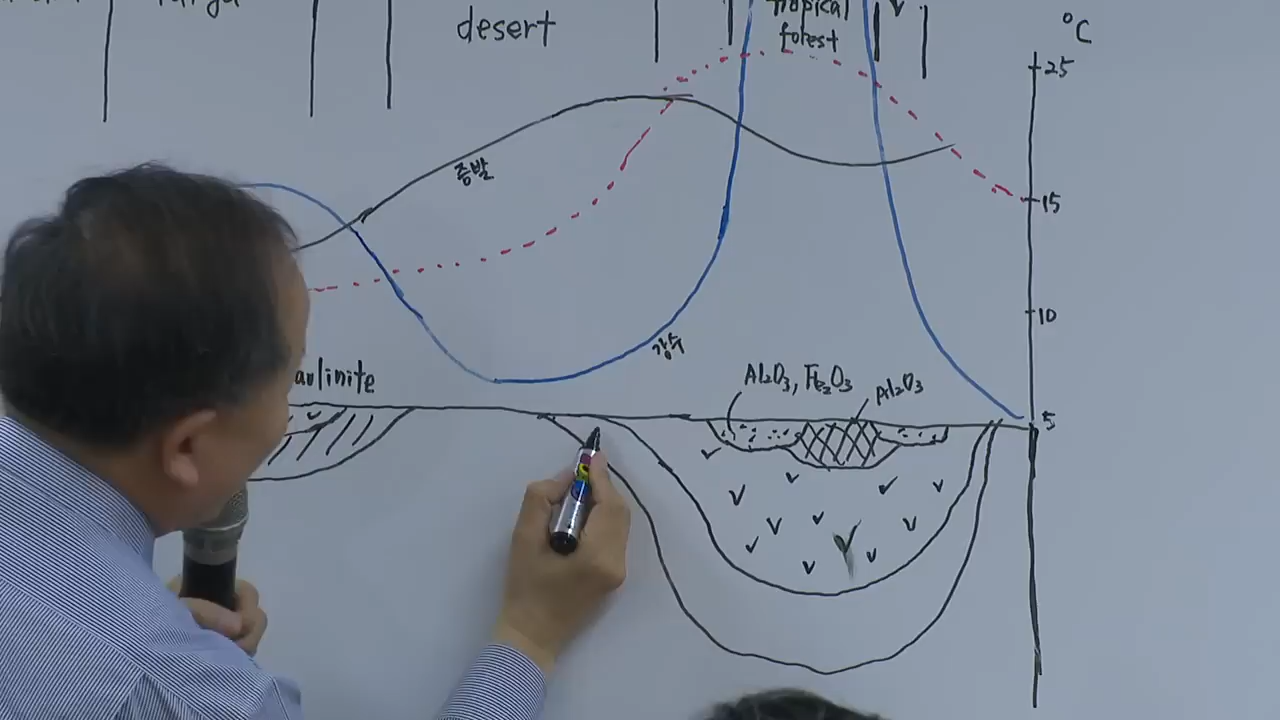 desert
tropical
forest
°C
25
증발
15
10
강수
aolinite
Al₂O₃, Fe₂O₃
Al₂O₃
5